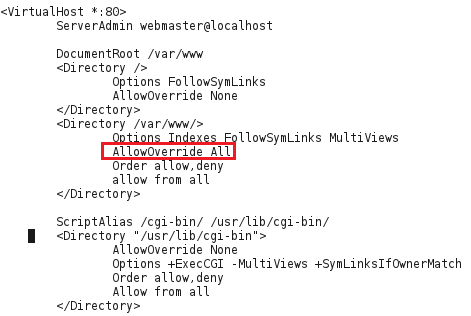 <VirtualHost *:80>
        ServerAdmin webmaster@localhost

        DocumentRoot /var/www
        <Directory />
                Options FollowSymLinks
                AllowOverride None
        </Directory>
        <Directory /var/www/>
                Options Indexes FollowSymLinks MultiViews
                AllowOverride All
                Order allow,deny
                allow from all
        </Directory>

        ScriptAlias /cgi-bin/ /usr/lib/cgi-bin/
        <Directory "/usr/lib/cgi-bin">
                AllowOverride None
                Options +ExecCGI -MultiViews +SymLinksIfOwnerMatch
                Order allow,deny
                Allow from all
        </Directory>